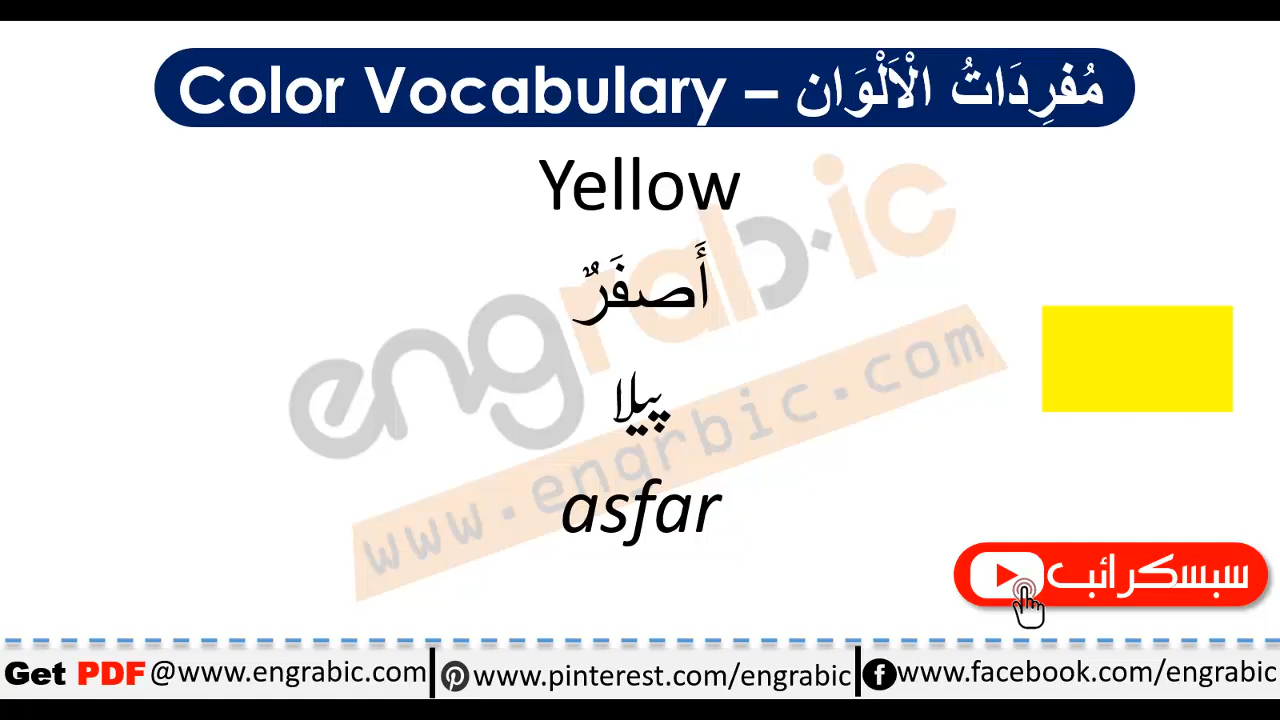 Color Vocabulary – مُفرِدَاتُ الْاَلْوَان
Yellow
أَصفَرٌ
پیلا
asfar
engrabic
www.engrbic.com
سبسکرائب
Get PDF @www.engrabic.com
www.pinterest.com/engrabic
www.facebook.com/engrabic